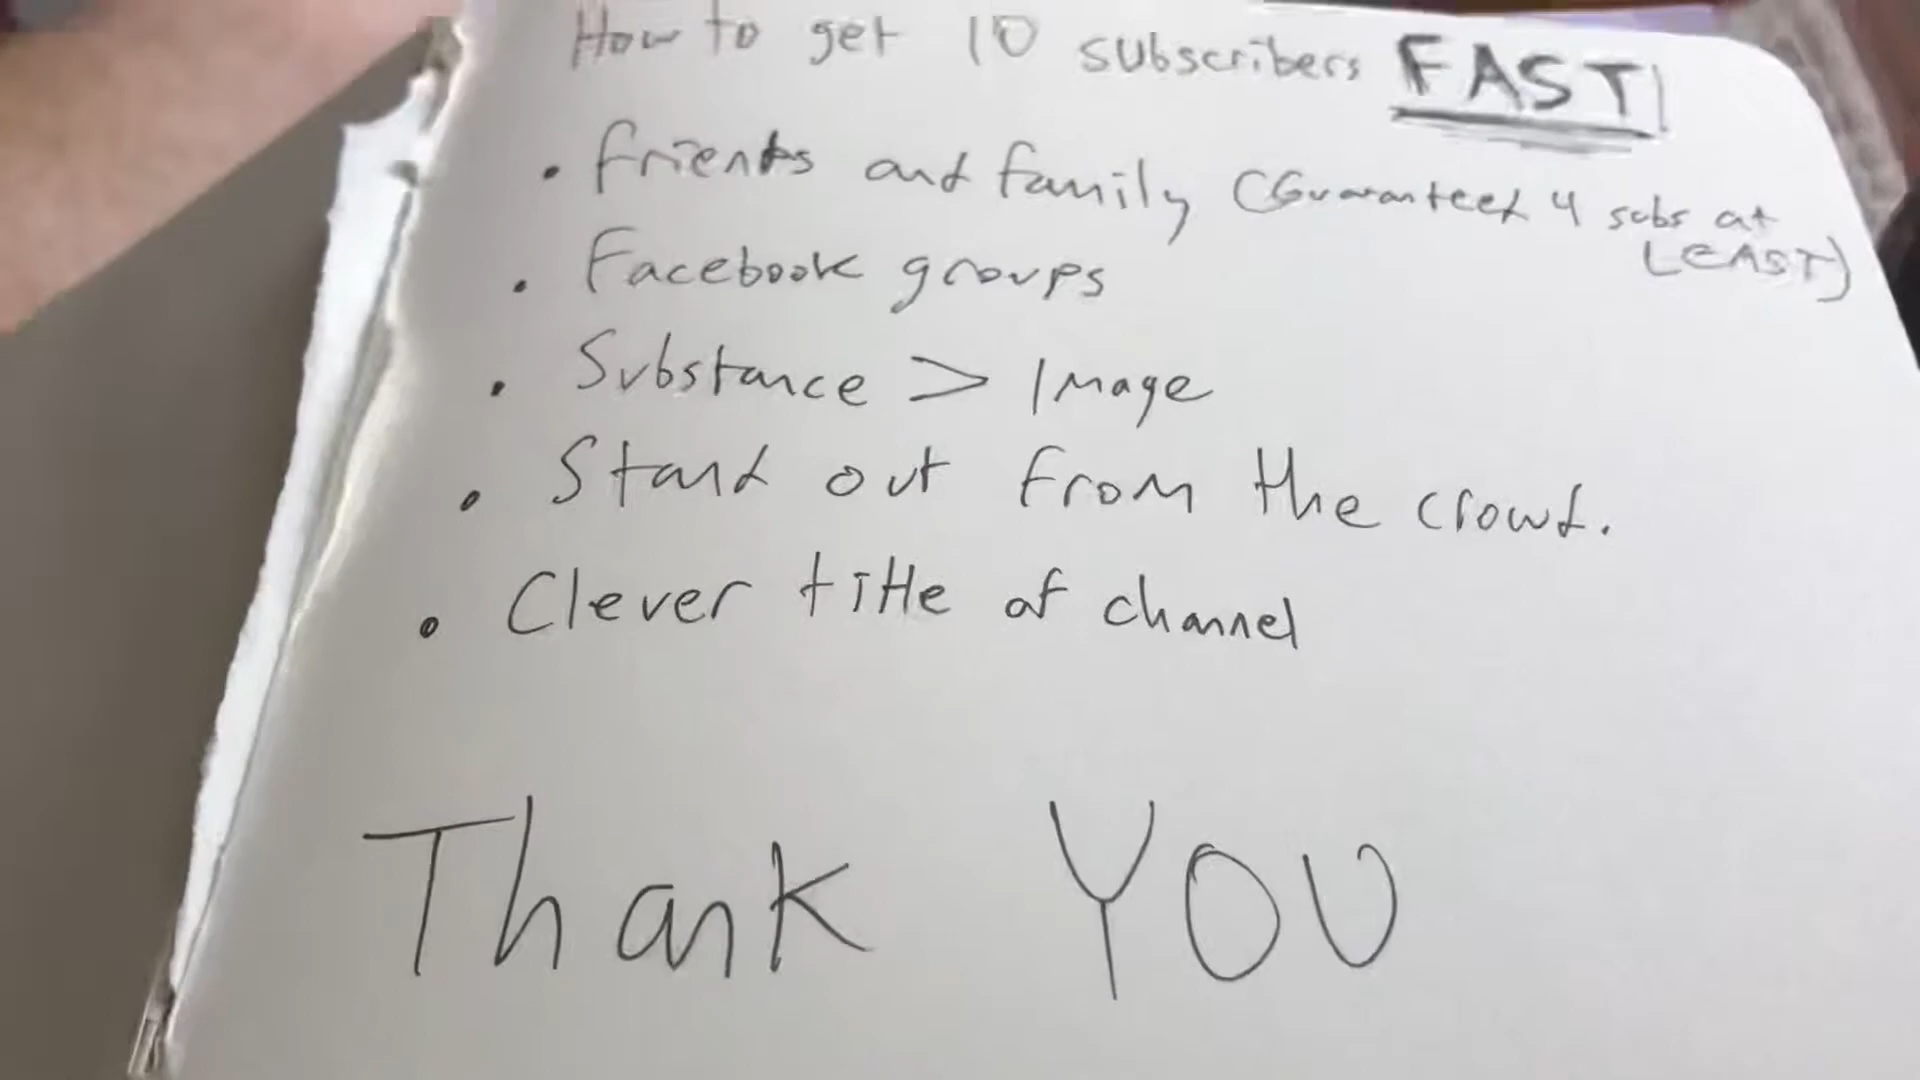 How to get 10 subscribers FAST!
• friends and family (Guaranteed 4 subs at
LEAST)
• Facebook groups
• Substance > Image
• Stand out from the crowd.
• Clever title of channel
Thank YOU